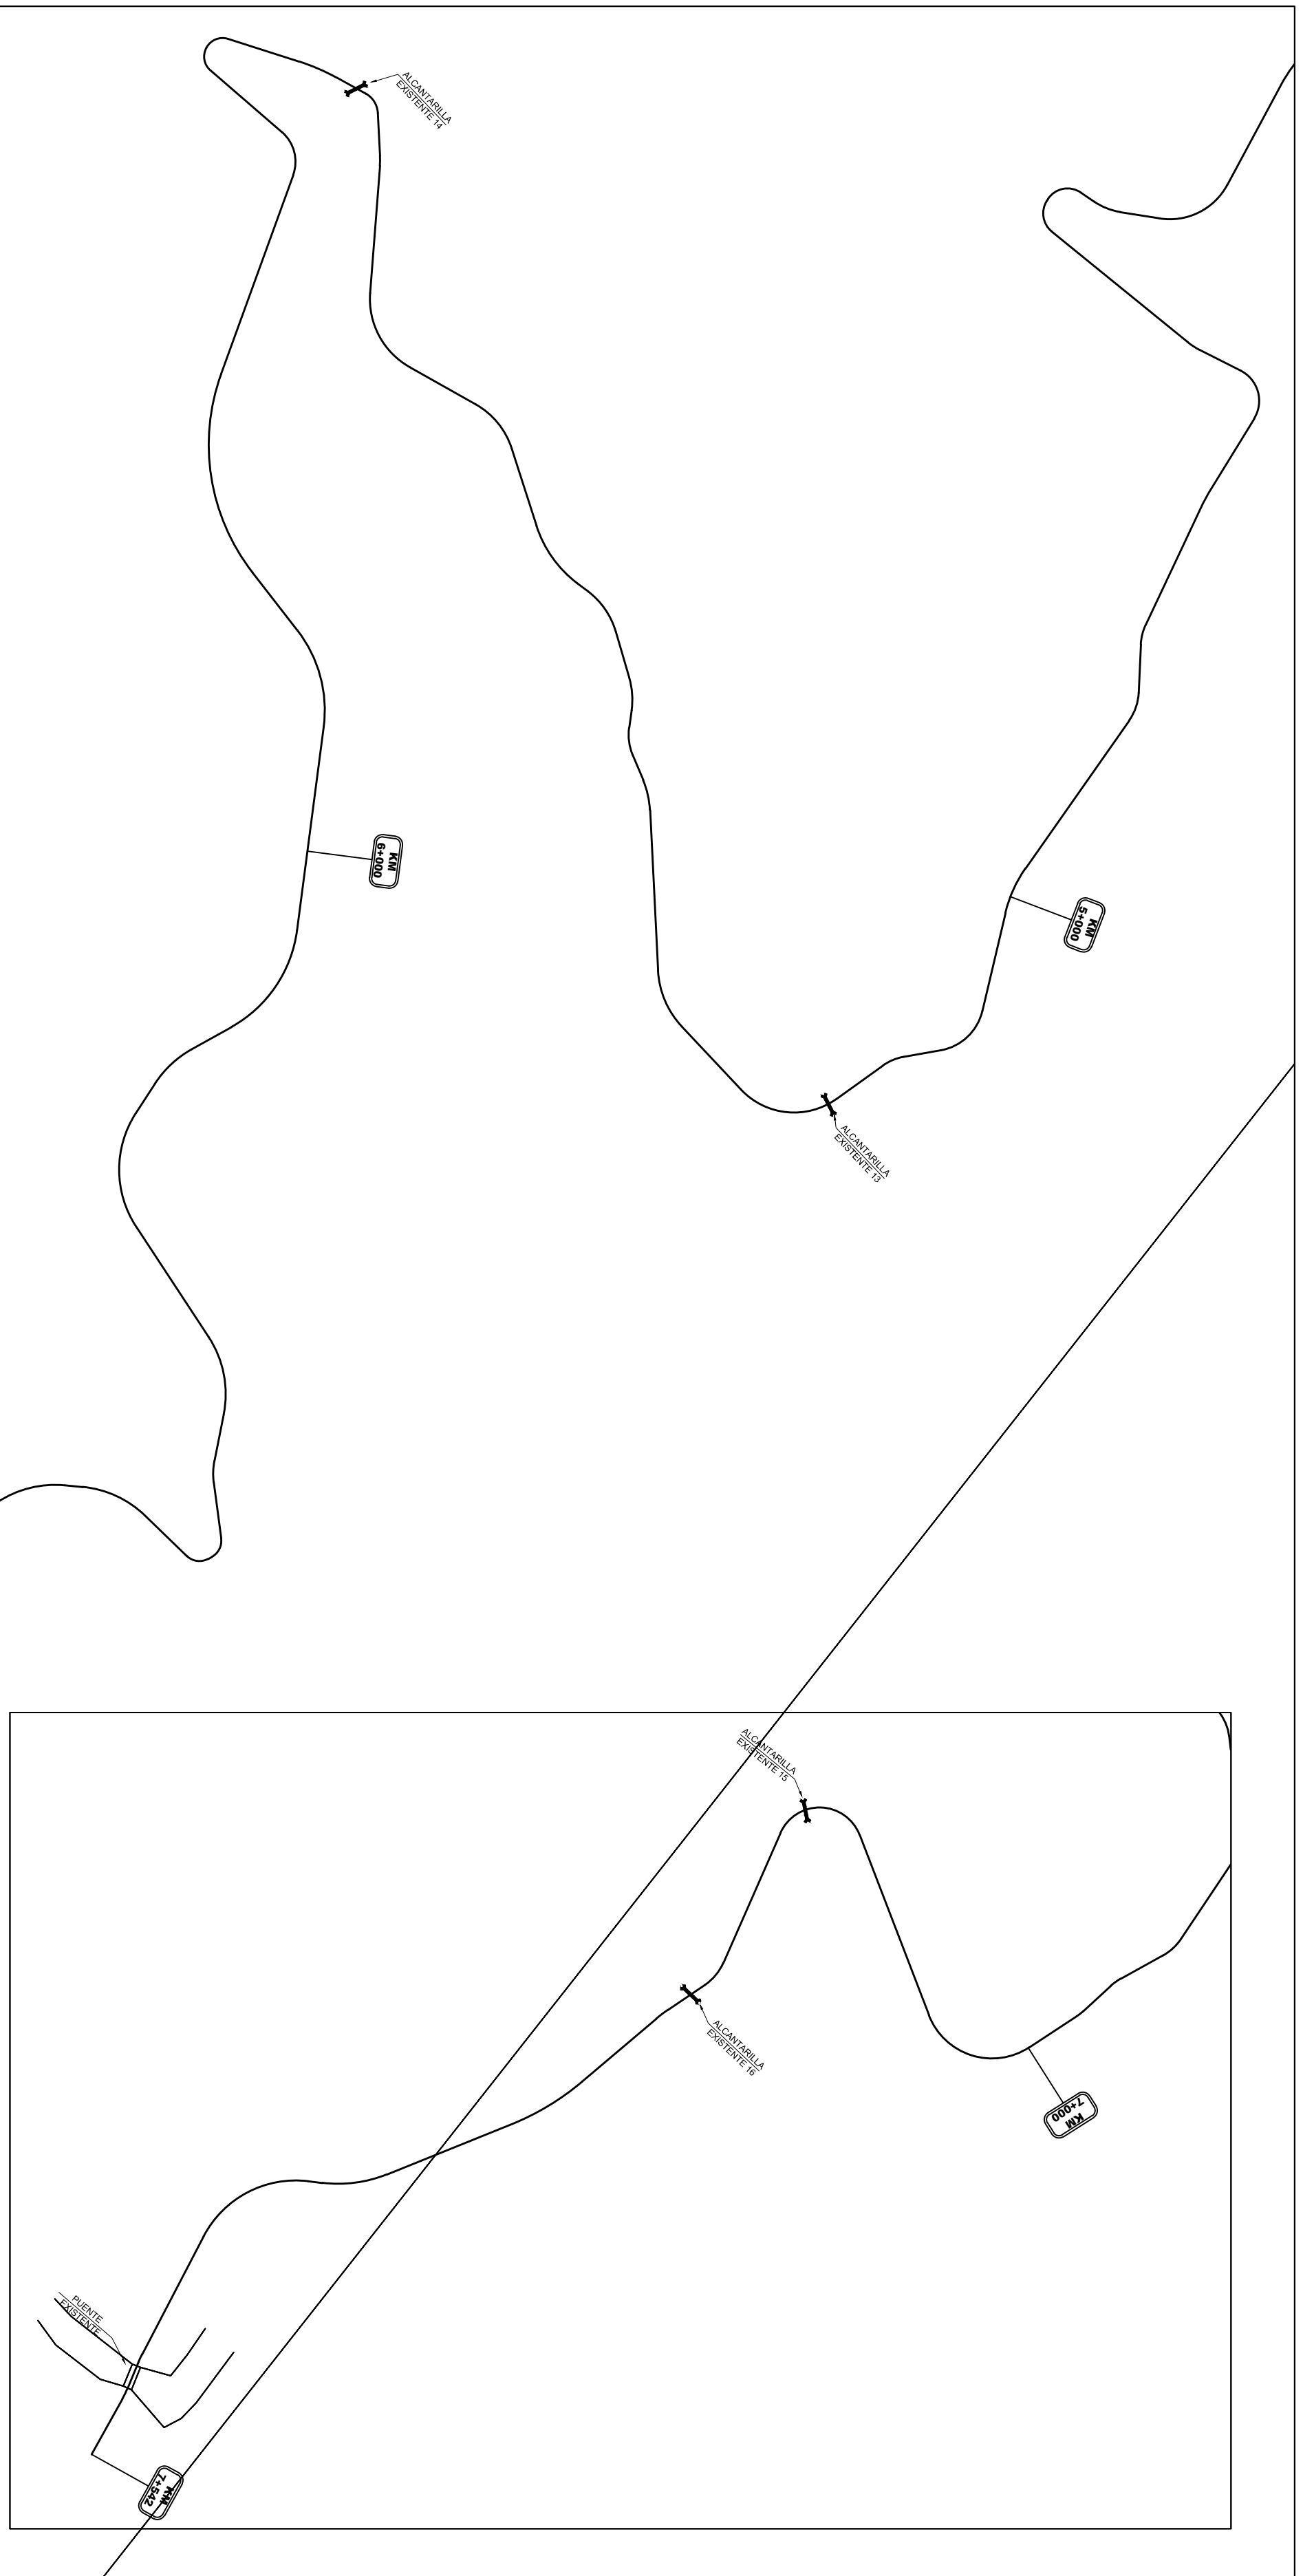 ALCANTARILLA
EXISTENTE 14
KM
6+000
KM
5+000
ALCANTARILLA
EXISTENTE 13
ALCANTARILLA
EXISTENTE 15
ALCANTARILLA
EXISTENTE 16
KM
7+000
PUENTE
EXISTENTE
KM
7+542